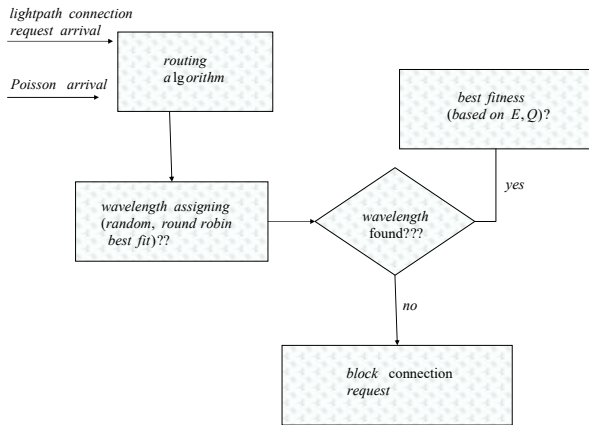 lightpath connection
request arrival
Poisson arrival
routing
algorithm
best fitness
(based on E,Q)?
yes
wavelength assigning
(random, round robin
best fit)??
wavelength
found???
no
block connection
request